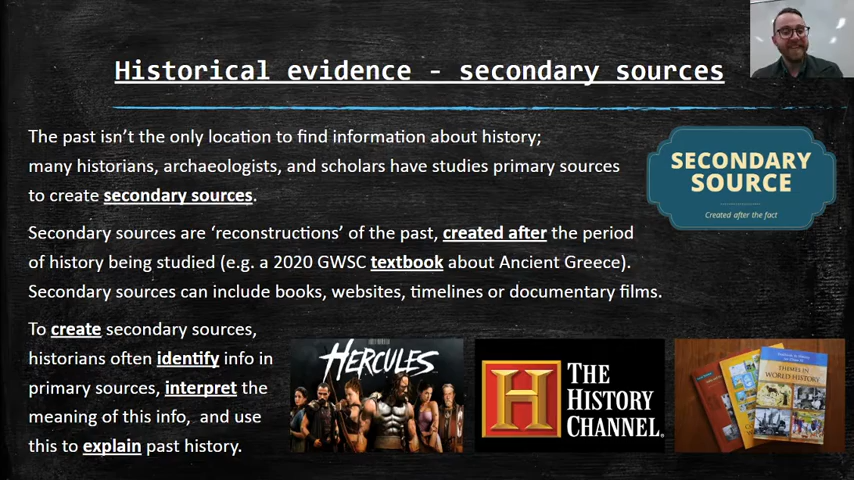 Historical evidence - secondary sources
The past isn't the only location to find information about history;
many historians, archaeologists, and scholars have studies primary sources
to create secondary sources.
SECONDARY
SOURCE
Created after the fact
Secondary sources are ‘reconstructions’ of the past, created after the period
of history being studied (e.g. a 2020 GWSC textbook about Ancient Greece).
Secondary sources can include books, websites, timelines or documentary films.
To create secondary sources,
historians often identify info in
primary sources, interpret the
meaning of this info, and use
this to explain past history.
HERCULES
H
THE
HISTORY
CHANNEL
THEMES IN
WORLD HISTORY